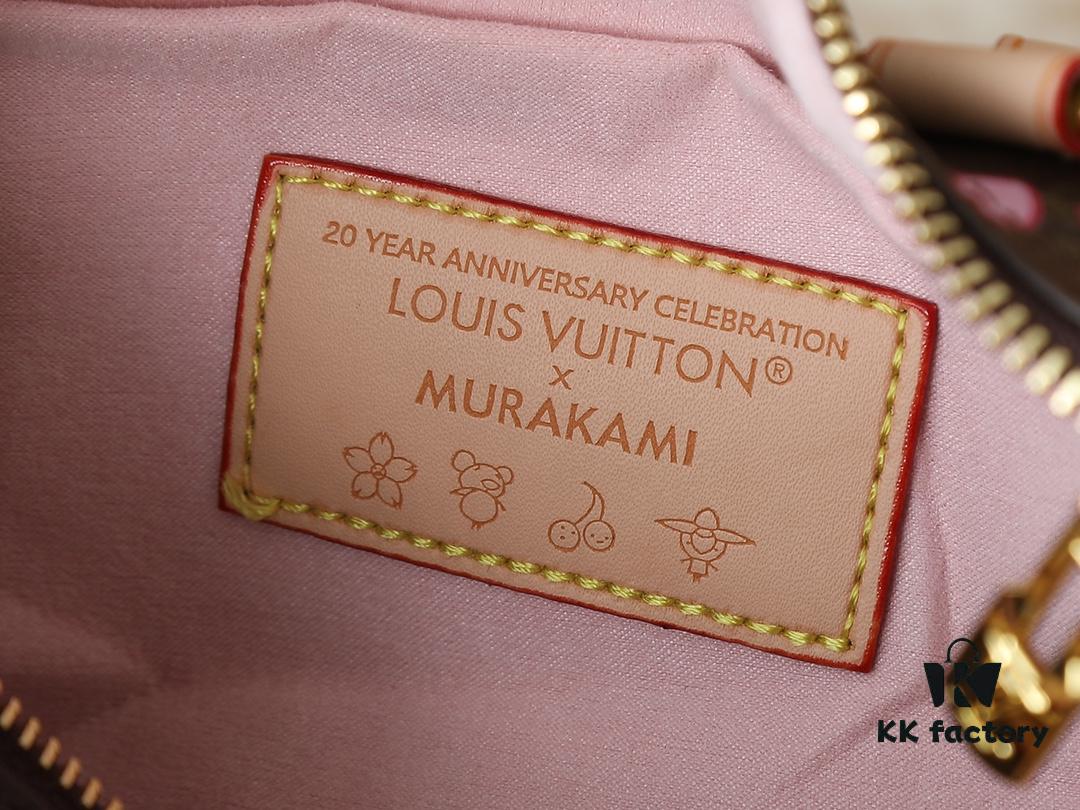 20 YEAR ANNIVERSARY CELEBRATION
LOUIS VUITTON®
x
MURAKAMI
KK factory